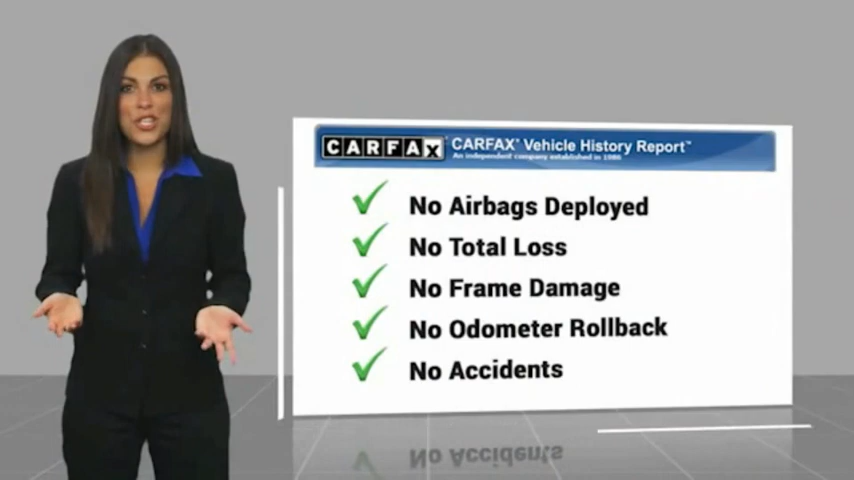 CARFAX CARFAX® Vehicle History Report™
An independent company established in 1986
No Airbags Deployed
No Total Loss
No Frame Damage
No Odometer Rollback
No Accidents
No Accidents